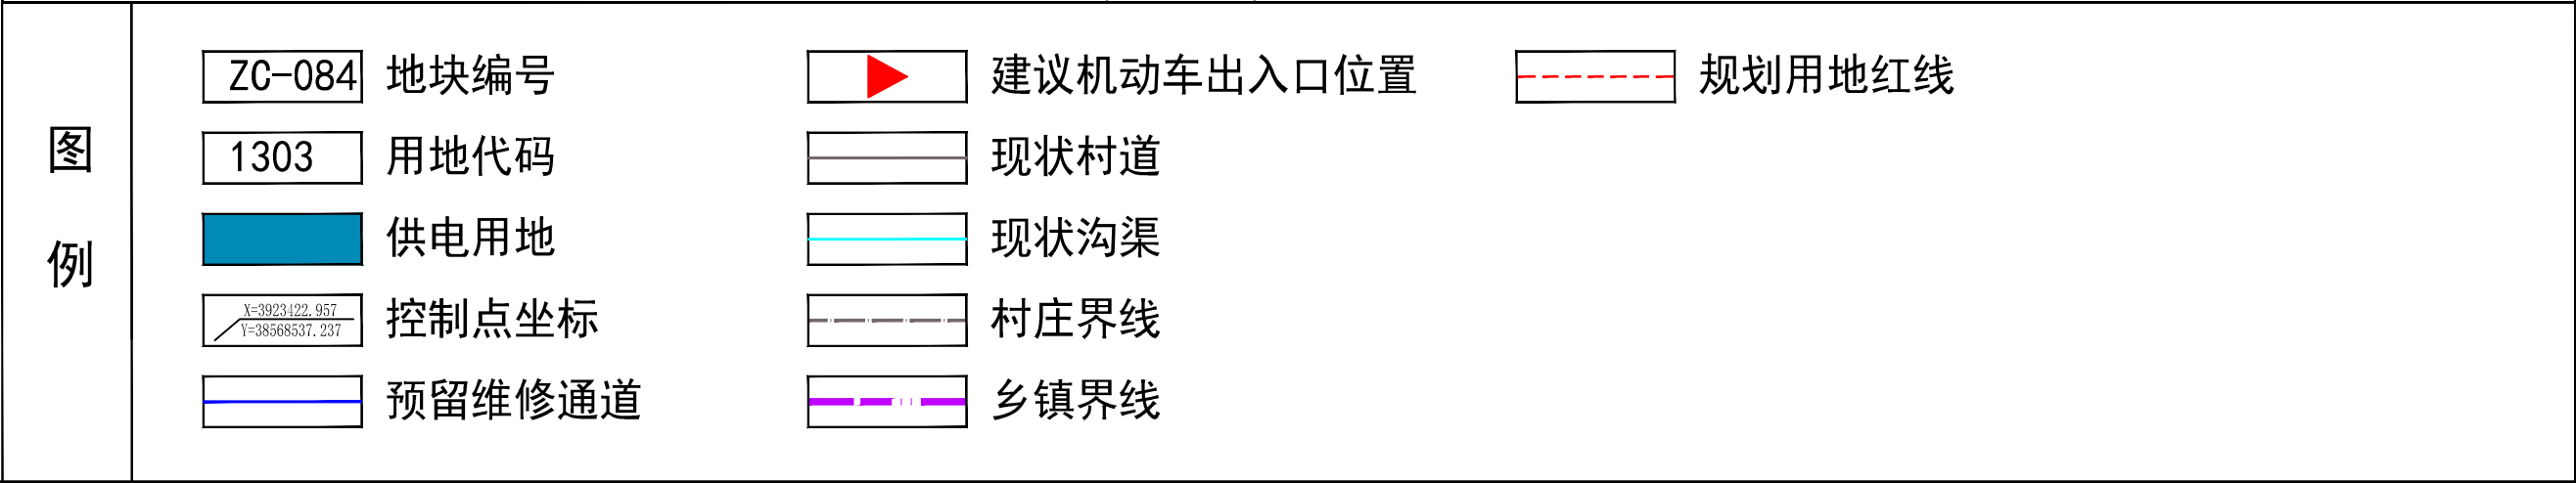 图例
ZC-084 地块编号
1303 用地代码
供电用地
X=3923422.957
Y=38568537.237
控制点坐标
预留维修通道
建议机动车出入口位置
现状村道
现状沟渠
村庄界线
乡镇界线
规划用地红线